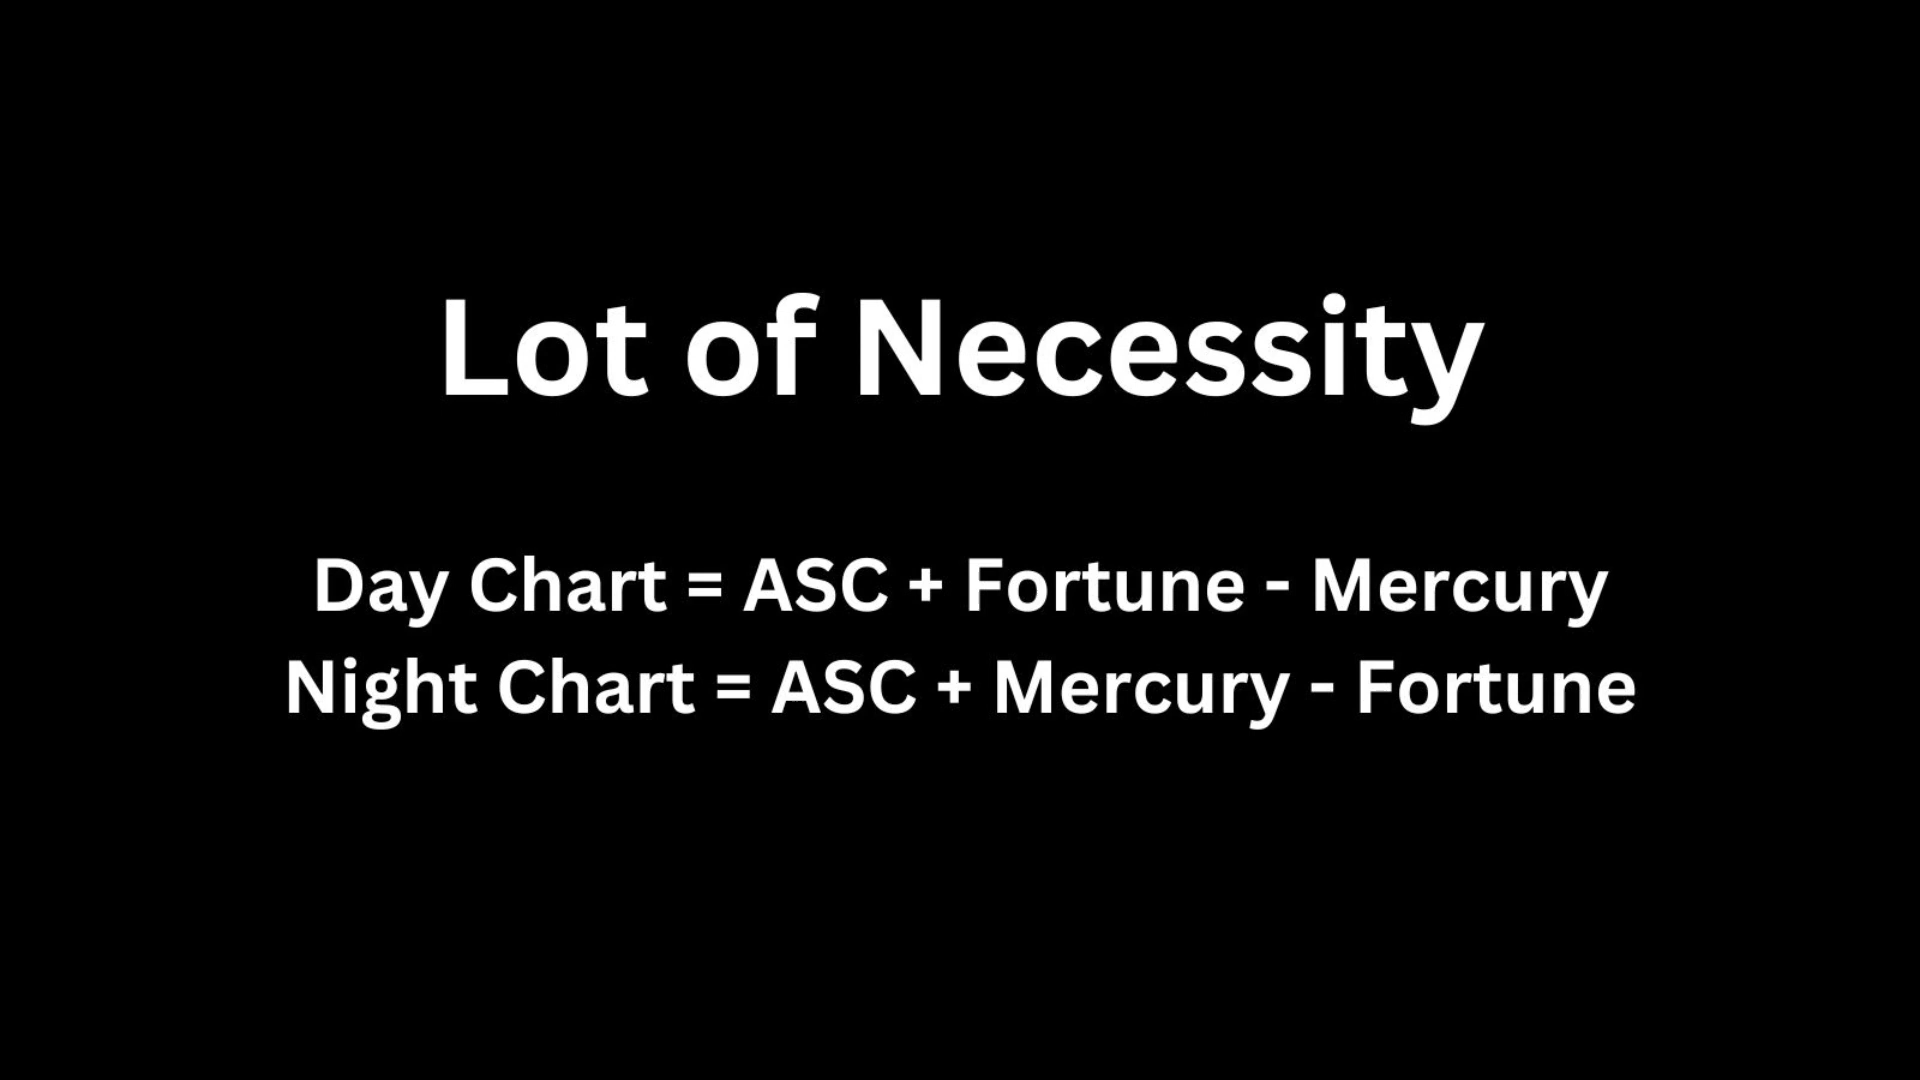 Lot of Necessity
Day Chart = ASC + Fortune - Mercury
Night Chart = ASC + Mercury - Fortune